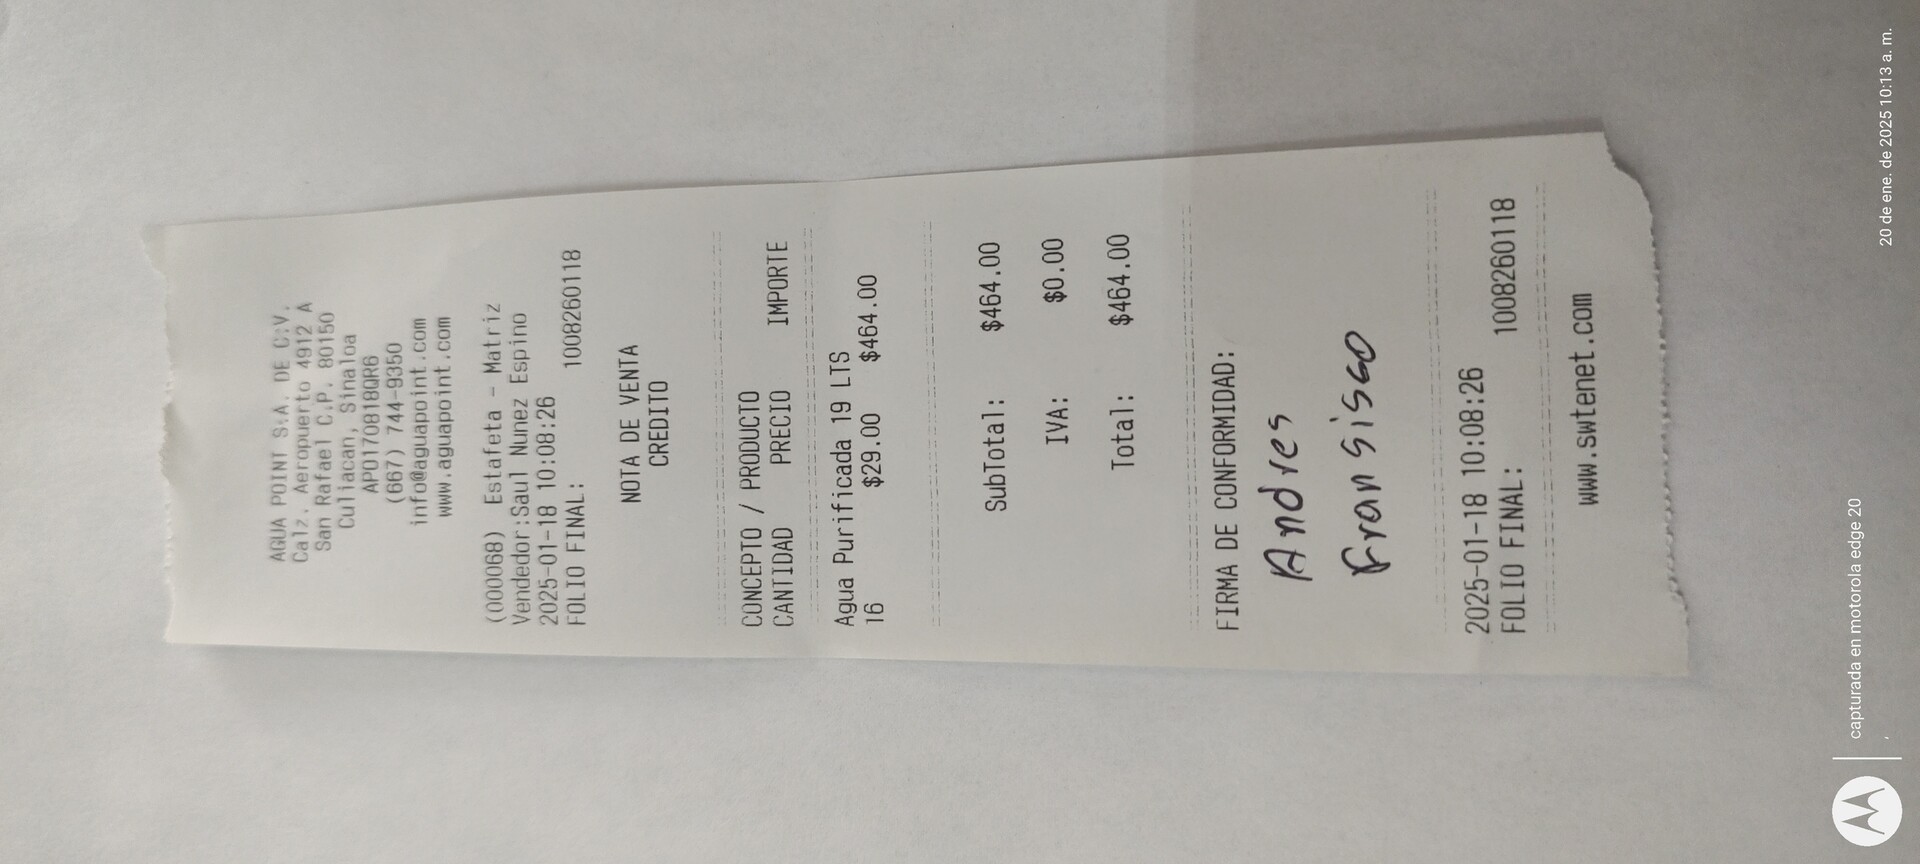 AGUA POINT S.A. DE C.V.
Calz. Aeropuerto 4912 A
San Rafael C.P. 80150
Culiacan, Sinaloa
APO170818QR6
(667) 744-9350
info@aguapoint.com
www.aguapoint.com
(000068) Estafeta - Matriz
Vendedor:Saul Nunez Espino
2025-01-18 10:08:26
FOLIO FINAL: 1008260118
NOTA DE VENTA
CREDITO
CONCEPTO / PRODUCTO
CANTIDAD PRECIO IMPORTE
Agua Purificada 19 LTS
16 $29.00 $464.00
SubTotal: $464.00
IVA: $0.00
Total: $464.00
FIRMA DE CONFORMIDAD:
Andres
Fransisco
2025-01-18 10:08:26
FOLIO FINAL: 1008260118
www.swtenet.com
capturada en motorola edge 20
,
20 de ene. de 2025 10:13 a. m.